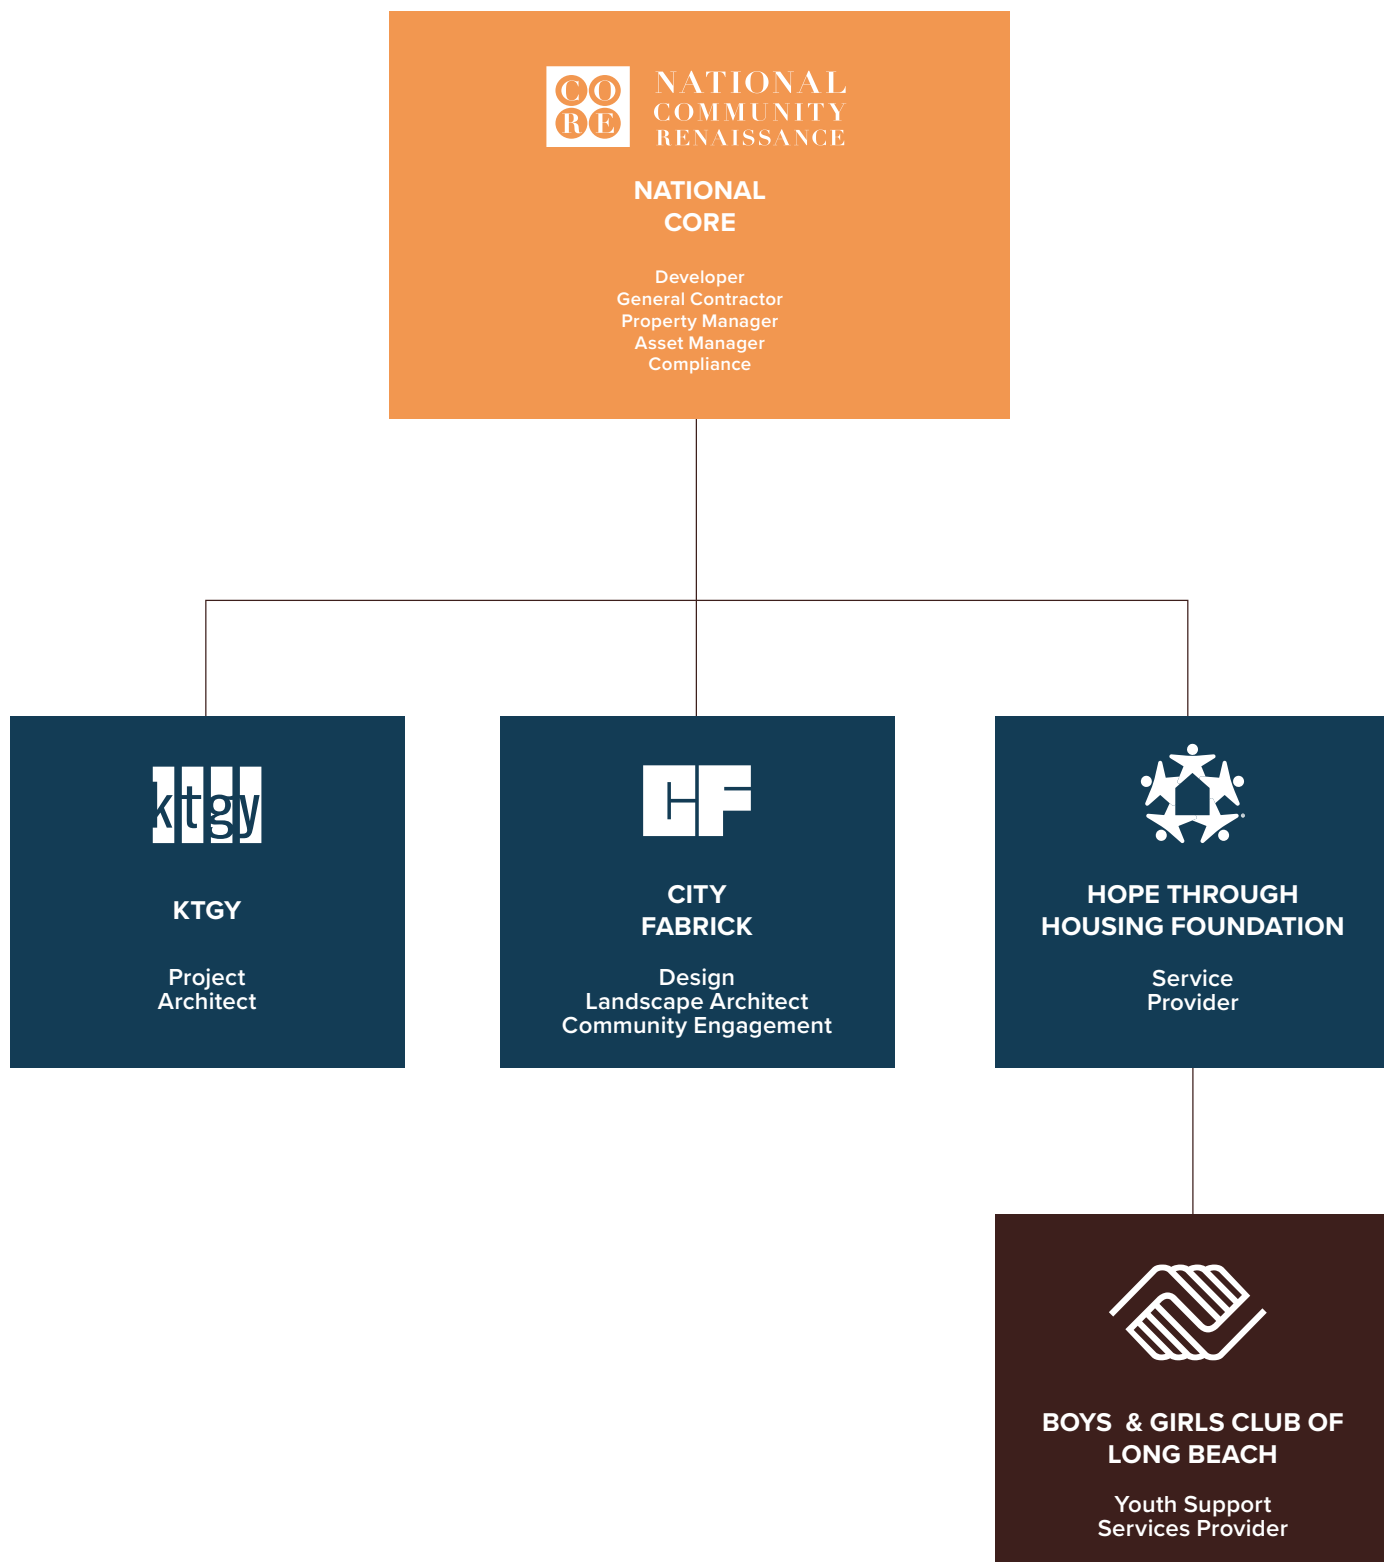 CO
RE
NATIONAL
COMMUNITY
RENAISSANCE
NATIONAL
CORE
Developer
General Contractor
Property Manager
Asset Manager
Compliance
ktgy
KTGY
Project
Architect
CF
CITY
FABRICK
Design
Landscape Architect
Community Engagement
HOPE THROUGH
HOUSING FOUNDATION
Service
Provider
BOYS & GIRLS CLUB OF
LONG BEACH
Youth Support
Services Provider